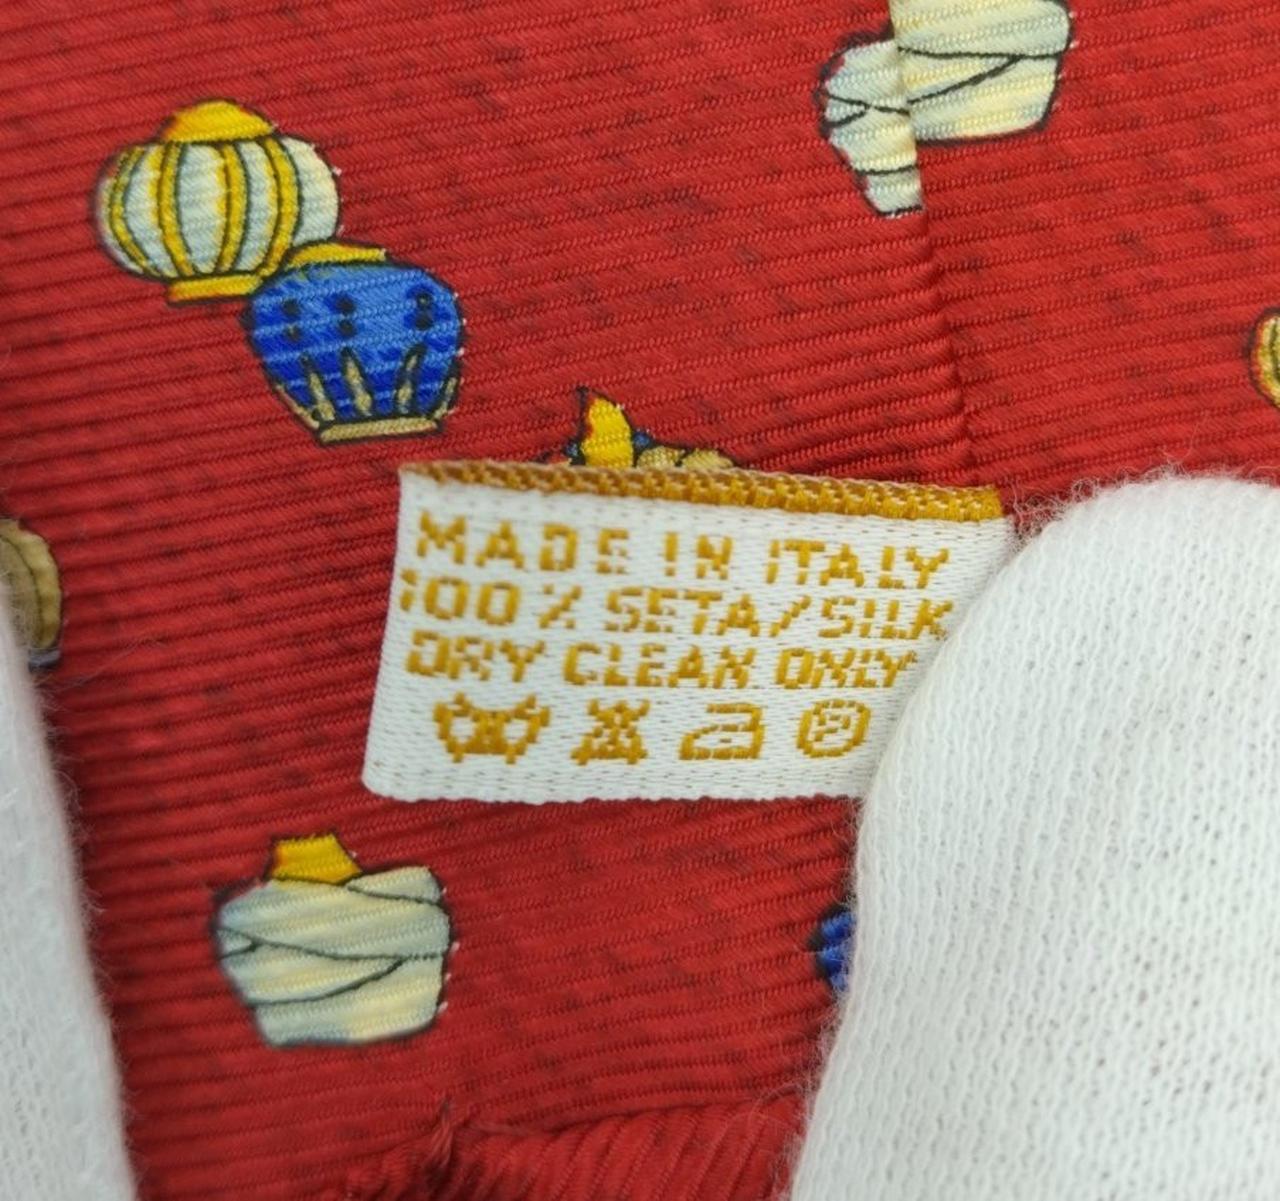 MADE IN ITALY
100% SETA/SILK
DRY CLEAN ONLY
P